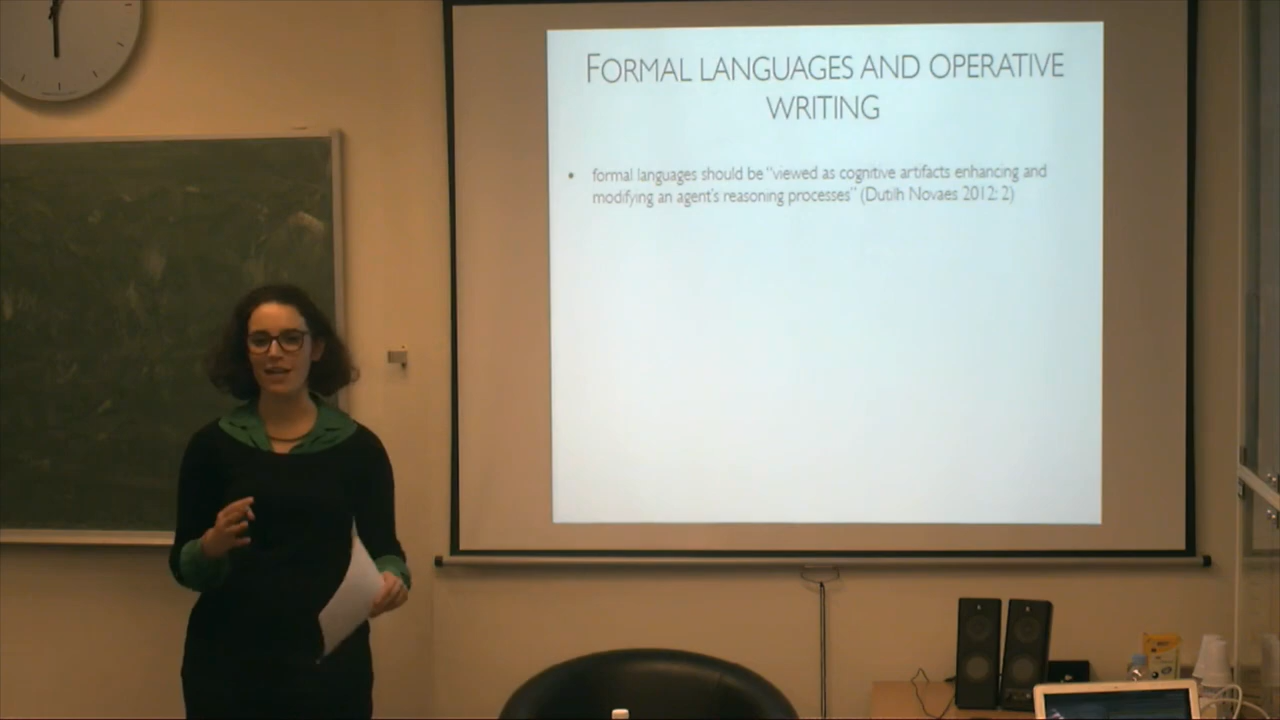 FORMAL LANGUAGES AND OPERATIVE
WRITING
• formal languages should be "viewed as cognitive artifacts enhancing and
modifying an agent's reasoning processes" (Dutilh Novaes 2012: 2)